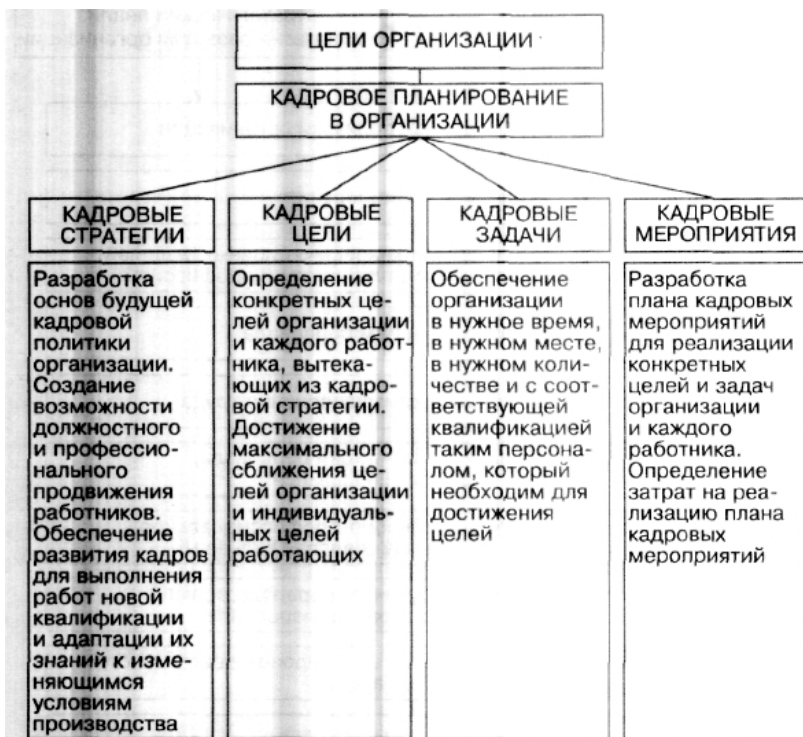 ЦЕЛИ ОРГАНИЗАЦИИ
КАДРОВОЕ ПЛАНИРОВАНИЕ
В ОРГАНИЗАЦИИ
КАДРОВЫЕ
СТРАТЕГИИ
Разработка
основ будущей
кадровой
политики
организации.
Создание
возможности
должностного
и профессио-
нального
продвижения
работников.
Обеспечение
развития кадров
для выполнения
работ новой
квалификации
и адаптации их
знаний к изме-
няющимся
условиям
производства
КАДРОВЫЕ
ЦЕЛИ
Определение
конкретных це-
лей организации
и каждого работ-
ника, вытека-
ющих из кадро-
вой стратегии.
Достижение
максимального
сближения це-
лей организации
и индивидуаль-
ных целей
работающих
КАДРОВЫЕ
ЗАДАЧИ
Обеспечение
организации
в нужное время,
в нужном месте,
в нужном коли-
честве и с соот-
ветствующей
квалификацией
таким персона-
лом, который
необходим для
достижения
целей
КАДРОВЫЕ
МЕРОПРИЯТИЯ
Разработка
плана кадровых
мероприятий
для реализации
конкретных
целей и задач
организации
и каждого
работника.
Определение
затрат на реа-
лизацию плана
кадровых
мероприятий